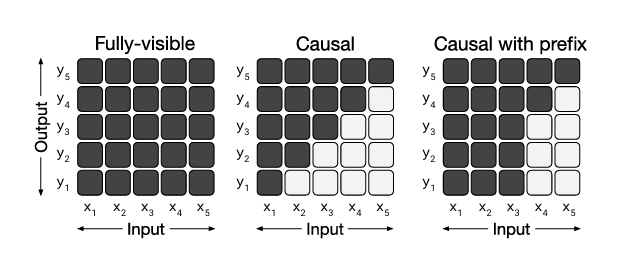 Fully-visible
Causal
Causal with prefix
Output
y₅
y₄
y₃
y₂
y₁
x₁ x₂ x₃ x₄ x₅
Input
y₅
y₄
y₃
y₂
y₁
x₁ x₂ x₃ x₄ x₅
Input
y₅
y₄
y₃
y₂
y₁
x₁ x₂ x₃ x₄ x₅
Input